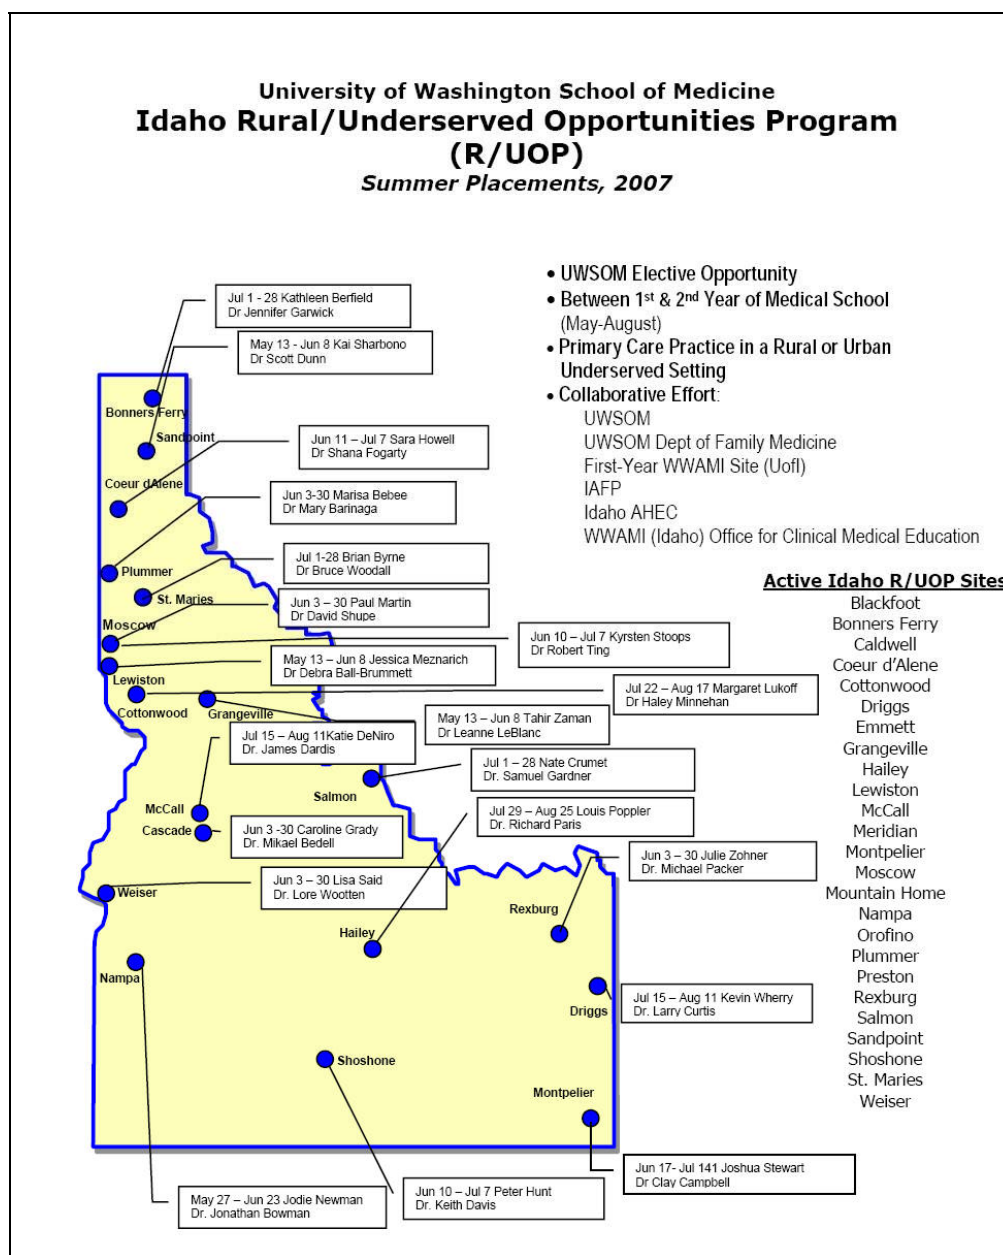 University of Washington School of Medicine
Idaho Rural/Underserved Opportunities Program
(R/UOP)
Summer Placements, 2007
• UWSOM Elective Opportunity
• Between 1st & 2nd Year of Medical School
(May-August)
• Primary Care Practice in a Rural or Urban
Underserved Setting
• Collaborative Effort:
UWSOM
UWSOM Dept of Family Medicine
First-Year WWAMI Site (UofI)
IAFP
Idaho AHEC
WWAMI (Idaho) Office for Clinical Medical Education
Jul 1 - 28 Kathleen Berfield
Dr Jennifer Garwick
May 13 - Jun 8 Kai Sharbono
Dr Scott Dunn
Bonners Ferry
Sandpoint
Jun 11 – Jul 7 Sara Howell
Dr Shana Fogarty
Coeur dAlene
Jun 3-30 Marisa Bebee
Dr Mary Barinaga
Plummer
Jul 1-28 Brian Byrne
Dr Bruce Woodall
St. Maries
Jun 3 – 30 Paul Martin
Dr David Shupe
Moscow
Jun 10 – Jul 7 Kyrsten Stoops
Dr Robert Ting
May 13 – Jun 8 Jessica Meznarich
Dr Debra Ball-Brummett
Lewiston
Jul 22 – Aug 17 Margaret Lukoff
Dr Haley Minnehan
Cottonwood
Grangeville
May 13 – Jun 8 Tahir Zaman
Dr Leanne LeBlanc
Jul 15 – Aug 11Katie DeNiro
Dr. James Dardis
Jul 1 – 28 Nate Crumet
Dr. Samuel Gardner
Salmon
McCall
Jul 29 – Aug 25 Louis Poppler
Dr. Richard Paris
Cascade
Jun 3 -30 Caroline Grady
Dr. Mikael Bedell
Jun 3 – 30 Julie Zohner
Dr. Michael Packer
Weiser
Jun 3 – 30 Lisa Said
Dr. Lore Wootten
Rexburg
Hailey
Nampa
Driggs
Jul 15 – Aug 11 Kevin Wherry
Dr. Larry Curtis
Shoshone
Montpelier
Jun 17- Jul 141 Joshua Stewart
Dr Clay Campbell
May 27 – Jun 23 Jodie Newman
Dr. Jonathan Bowman
Jun 10 – Jul 7 Peter Hunt
Dr. Keith Davis
Active Idaho R/UOP Sites
Blackfoot
Bonners Ferry
Caldwell
Coeur d'Alene
Cottonwood
Driggs
Emmett
Grangeville
Hailey
Lewiston
McCall
Meridian
Montpelier
Moscow
Mountain Home
Nampa
Orofino
Plummer
Preston
Rexburg
Salmon
Sandpoint
Shoshone
St. Maries
Weiser